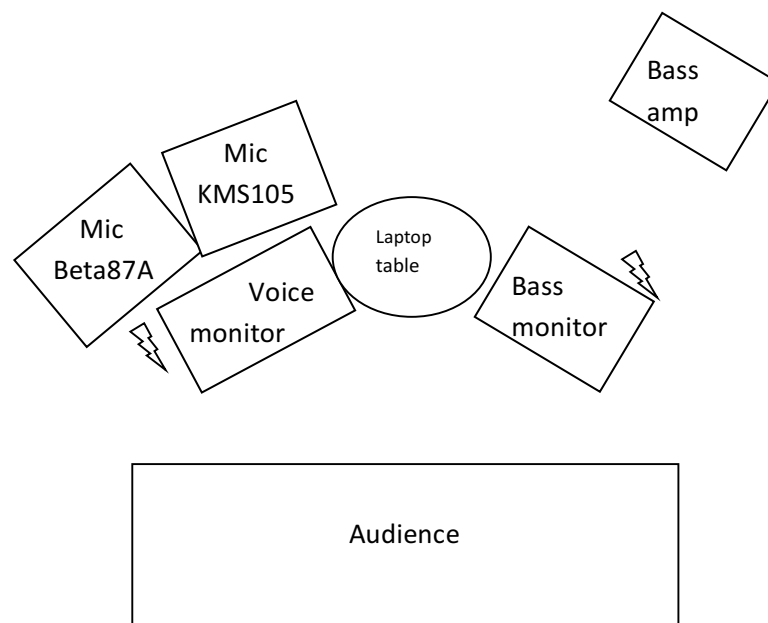 Bass
amp
Mic
KMS105
Mic
Beta87A
Laptop
table
Voice
monitor
Bass
monitor
Audience